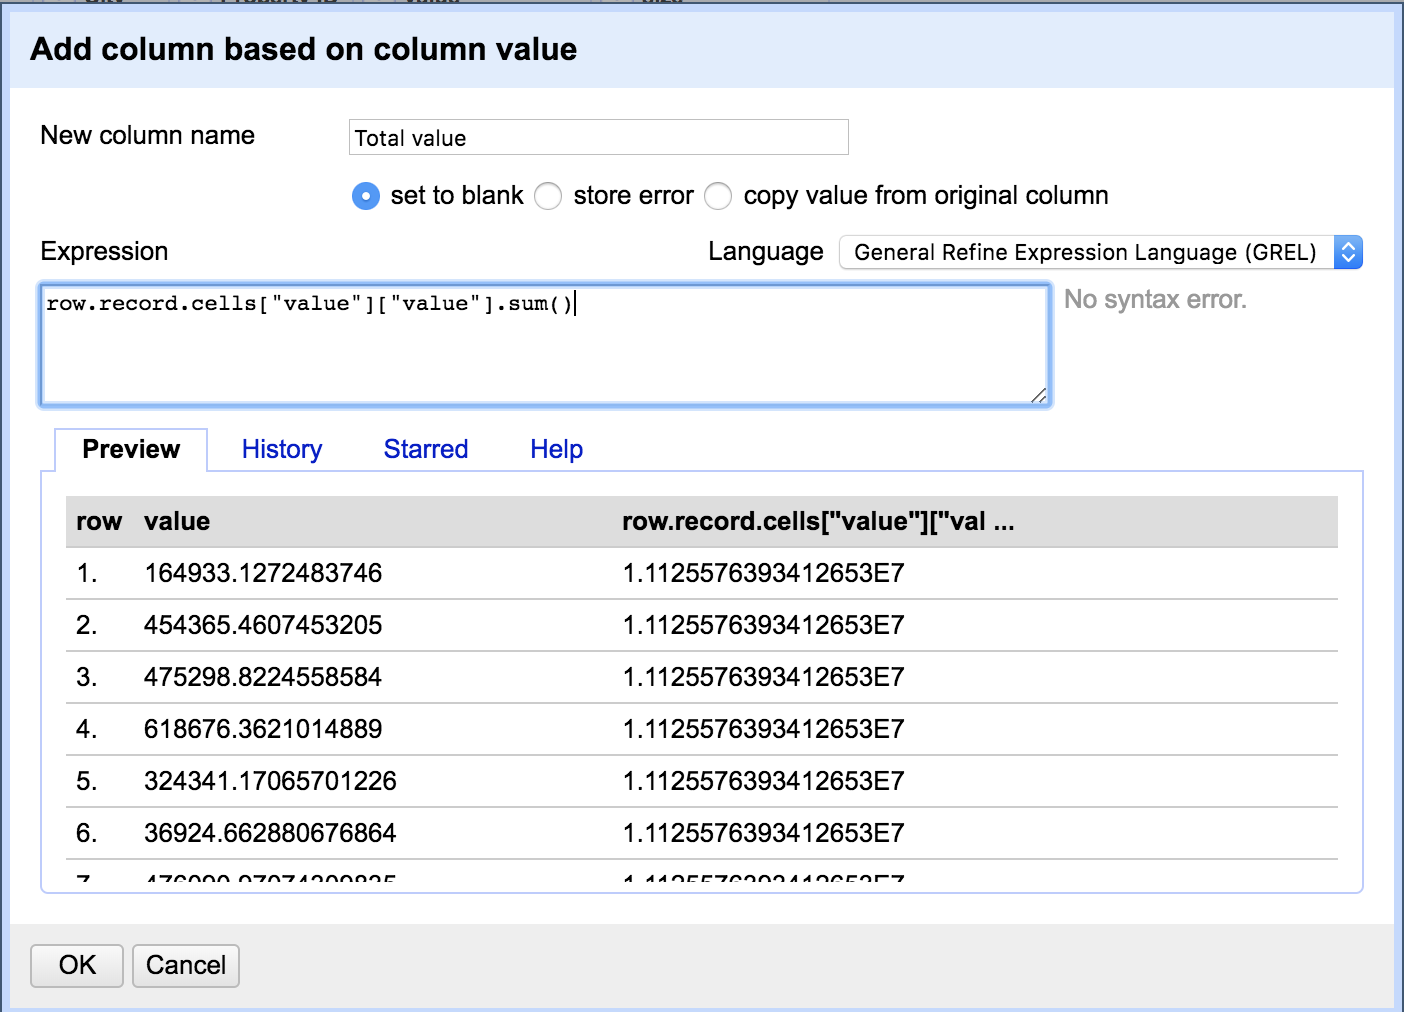 Add column based on column value
New column name Total value
set to blank store error copy value from original column
Expression Language General Refine Expression Language (GREL)
row.record.cells["value"]["value"].sum() No syntax error.
Preview History Starred Help
row value row.record.cells["value"]["val ...
1. 164933.1272483746 1.1125576393412653E7
2. 454365.4607453205 1.1125576393412653E7
3. 475298.8224558584 1.1125576393412653E7
4. 618676.3621014889 1.1125576393412653E7
5. 324341.17065701226 1.1125576393412653E7
6. 36924.662880676864 1.1125576393412653E7
OK Cancel